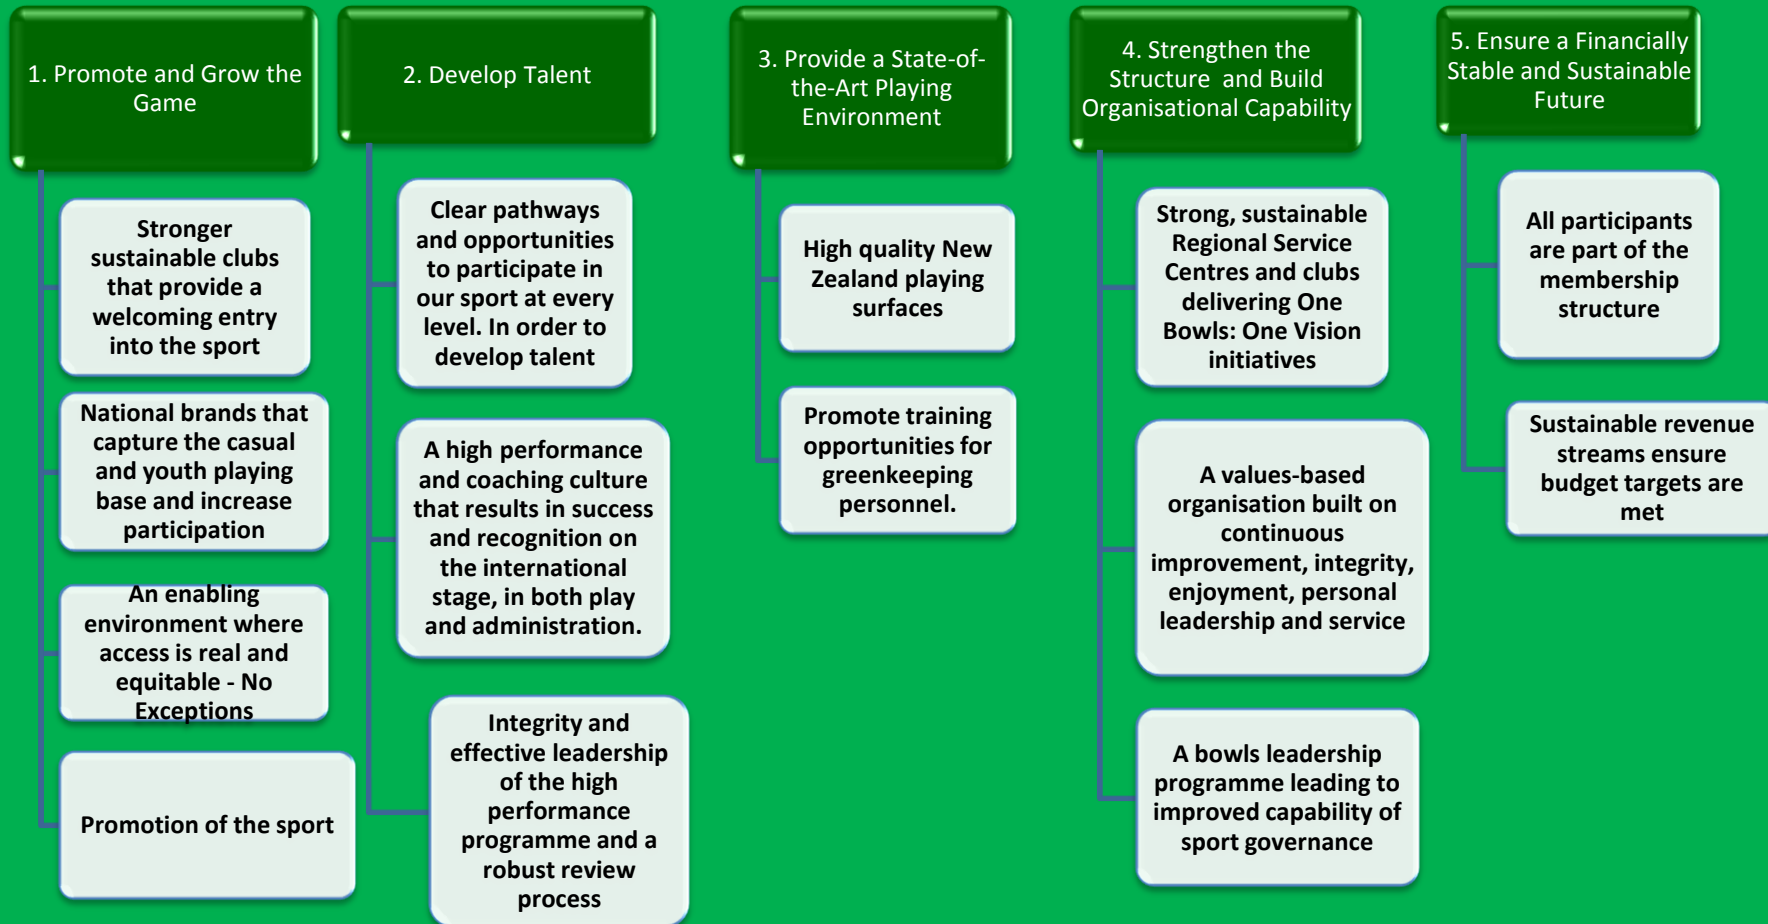 1. Promote and Grow the
Game
Stronger
sustainable clubs
that provide a
welcoming entry
into the sport
National brands that
capture the casual
and youth playing
base and increase
participation
An enabling
environment where
access is real and
equitable - No
Exceptions
Promotion of the sport
2. Develop Talent
Clear pathways
and opportunities
to participate in
our sport at every
level. In order to
develop talent
A high performance
and coaching culture
that results in success
and recognition on
the international
stage, in both play
and administration.
Integrity and
effective leadership
of the high
performance
programme and a
robust review
process
3. Provide a State-of-
the-Art Playing
Environment
High quality New
Zealand playing
surfaces
Promote training
opportunities for
greenkeeping
personnel.
4. Strengthen the
Structure and Build
Organisational Capability
Strong, sustainable
Regional Service
Centres and clubs
delivering One
Bowls: One Vision
initiatives
A values-based
organisation built on
continuous
improvement, integrity,
enjoyment, personal
leadership and service
A bowls leadership
programme leading to
improved capability of
sport governance
5. Ensure a Financially
Stable and Sustainable
Future
All participants
are part of the
membership
structure
Sustainable revenue
streams ensure
budget targets are
met